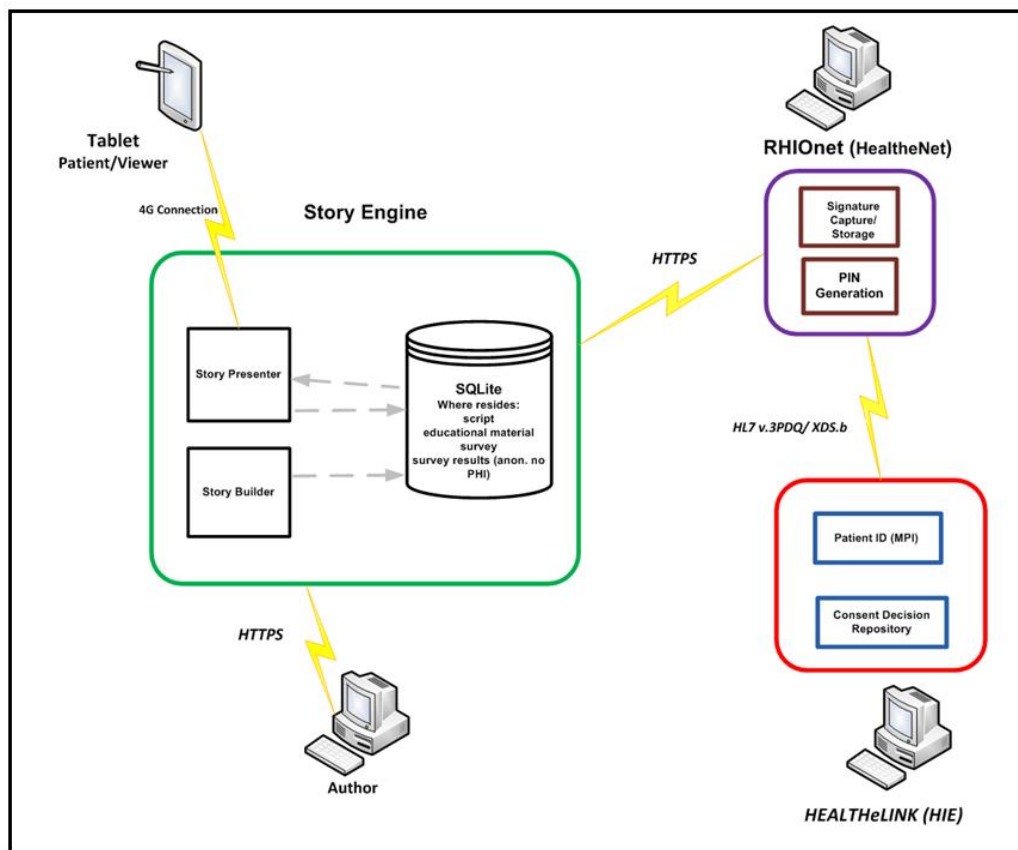 Tablet
Patient/Viewer
4G Connection
Story Engine
Story Presenter
Story Builder
SQLite
Where resides:
script
educational material
survey
survey results (anon. no
PHI)
HTTPS
Author
HTTPS
RHIOnet (HealtheNet)
Signature
Capture/
Storage
PIN
Generation
HL7 v.3PDQ/ XDS.b
Patient ID (MPI)
Consent Decision
Repository
HEALTHeLINK (HIE)